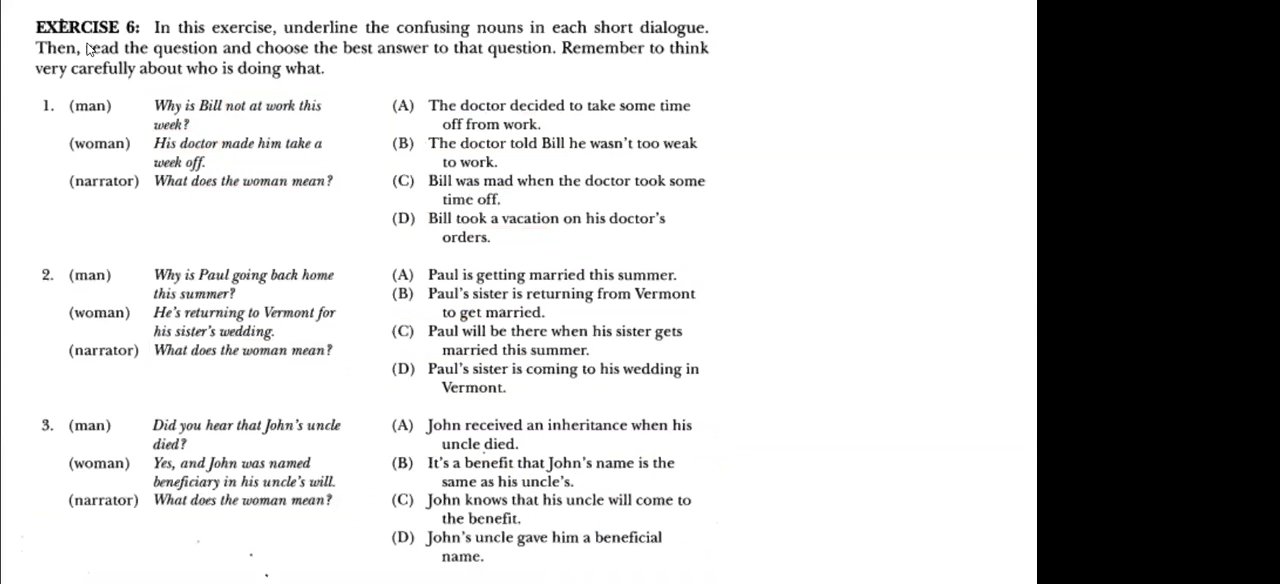 EXERCISE 6: In this exercise, underline the confusing nouns in each short dialogue.
Then, read the question and choose the best answer to that question. Remember to think
very carefully about who is doing what.
1. (man) Why is Bill not at work this
week?
(woman) His doctor made him take a
week off.
(narrator) What does the woman mean?
(A) The doctor decided to take some time
off from work.
(B) The doctor told Bill he wasn't too weak
to work.
(C) Bill was mad when the doctor took some
time off.
(D) Bill took a vacation on his doctor's
orders.
2. (man) Why is Paul going back home
this summer?
(woman) He's returning to Vermont for
his sister's wedding.
(narrator) What does the woman mean?
(A) Paul is getting married this summer.
(B) Paul's sister is returning from Vermont
to get married.
(C) Paul will be there when his sister gets
married this summer.
(D) Paul's sister is coming to his wedding in
Vermont.
3. (man) Did you hear that John's uncle
died?
(woman) Yes, and John was named
beneficiary in his uncle's will.
(narrator) What does the woman mean?
(A) John received an inheritance when his
uncle died.
(B) It's a benefit that John's name is the
same as his uncle's.
(C) John knows that his uncle will come to
the benefit.
(D) John's uncle gave him a beneficial
name.